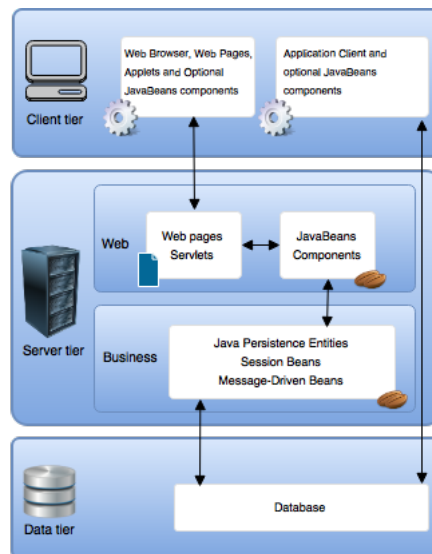 Web Browser, Web Pages,
Applets and Optional
JavaBeans components
Application Client and
optional JavaBeans
components
Client tier
Web
Web pages
Servlets
JavaBeans
Components
Server tier
Business
Java Persistence Entities
Session Beans
Message-Driven Beans
Data tier
Database